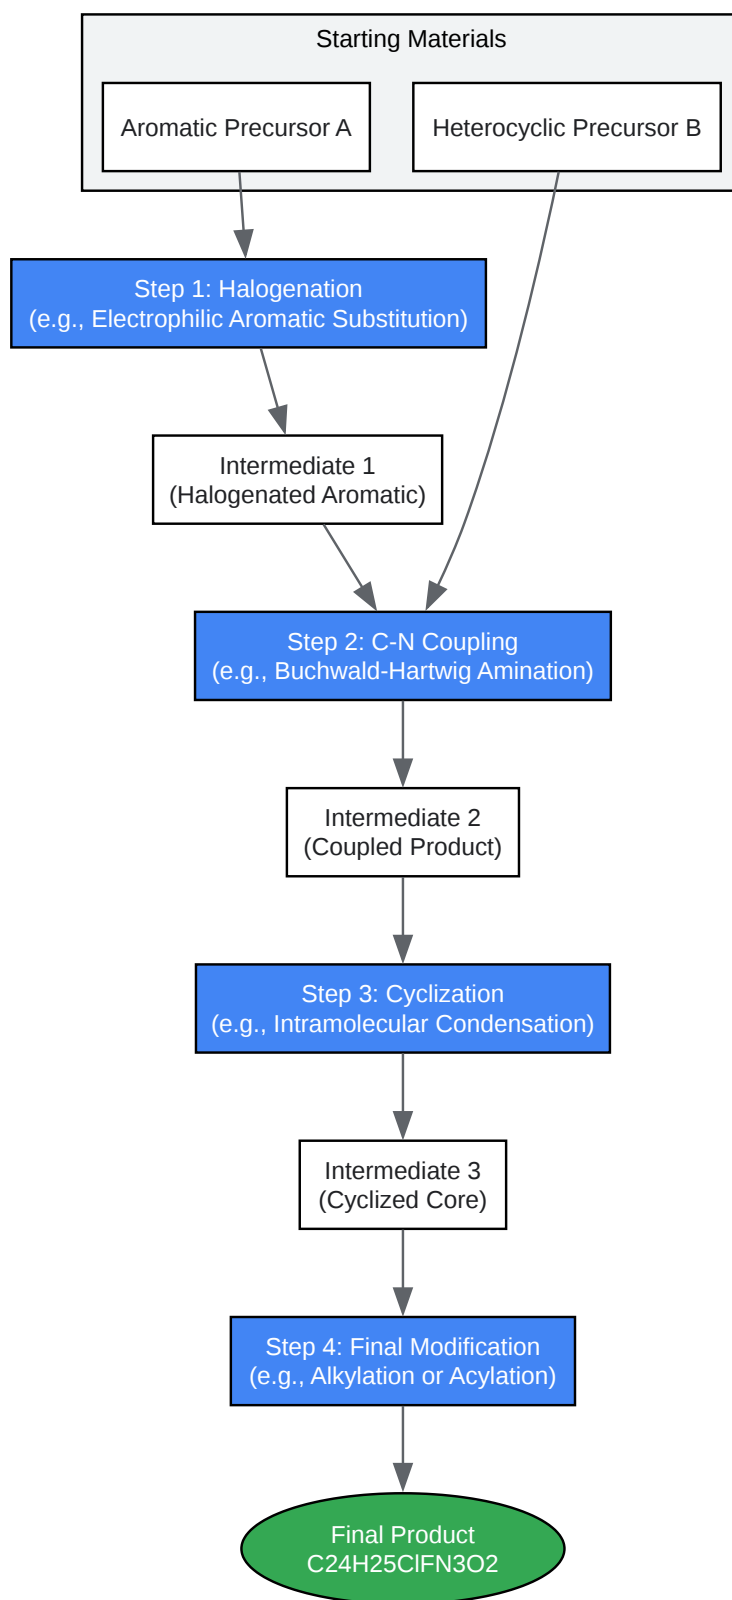 Starting Materials
Aromatic Precursor A
Heterocyclic Precursor B
Step 1: Halogenation
(e.g., Electrophilic Aromatic Substitution)
Intermediate 1
(Halogenated Aromatic)
Step 2: C-N Coupling
(e.g., Buchwald-Hartwig Amination)
Intermediate 2
(Coupled Product)
Step 3: Cyclization
(e.g., Intramolecular Condensation)
Intermediate 3
(Cyclized Core)
Step 4: Final Modification
(e.g., Alkylation or Acylation)
Final Product
C24H25ClFN3O2